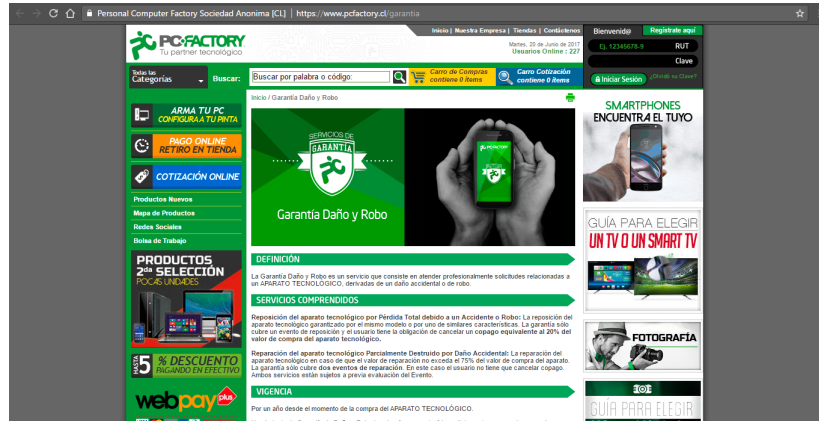 Personal Computer Factory Sociedad Anonima [CL] | https://www.pcfactory.cl/garantia
Inicio | Nuestra Empresa | Tiendas | Contáctenos
Martes, 20 de Junio de 2017
Usuarios Online : 227
PC FACTORY
Tu partner tecnológico
Bienvenid@
Regístrate aquí
Ej. 12345678-9
RUT
Clave
Iniciar Sesión
¿Olvidó su Clave?
Todas las
Categorías
Buscar:
Buscar por palabra o código:
Carro de Compras
contiene 0 ítems
Carro Cotización
contiene 0 ítems
ARMA TU PC
CONFIGURA A TU PINTA
PAGO ONLINE
RETIRO EN TIENDA
COTIZACIÓN ONLINE
Productos Nuevos
Mapa de Productos
Redes Sociales
Bolsa de Trabajo
PRODUCTOS
2da SELECCIÓN
POCAS UNIDADES
HASTA 5 % DESCUENTO
PAGANDO EN EFECTIVO
webpay plus
Inicio / Garantía Daño y Robo
SERVICIOS DE
GARANTÍA
PC FACTORY
Garantía Daño y Robo
DEFINICIÓN
La Garantía Daño y Robo es un servicio que consiste en atender profesionalmente solicitudes relacionadas a
un APARATO TECNOLÓGICO, derivadas de un daño accidental o de robo.
SERVICIOS COMPRENDIDOS
Reposición del aparato tecnológico por Pérdida Total debido a un Accidente o Robo: La reposición del
aparato tecnológico garantizado por el mismo modelo o por uno de similares características. La garantía sólo
cubre un evento de reposición y el usuario tiene la obligación de cancelar un copago equivalente al 20% del
valor de compra del aparato tecnológico.
Reparación del aparato tecnológico Parcialmente Destruido por Daño Accidental: La reparación del
aparato tecnológico en caso de que el valor de reparación no exceda el 75% del valor de compra del aparato.
La garantía sólo cubre dos eventos de reparación. En este caso el usuario no tiene que cancelar copago.
Ambos servicios están sujetos a previa evaluación del Evento.
VIGENCIA
Por un año desde el momento de la compra del APARATO TECNOLÓGICO.
SMARTPHONES
ENCUENTRA EL TUYO
GUÍA PARA ELEGIR
UN TV O UN SMART TV
FOTOGRAFÍA
GUÍA PARA ELEGIR